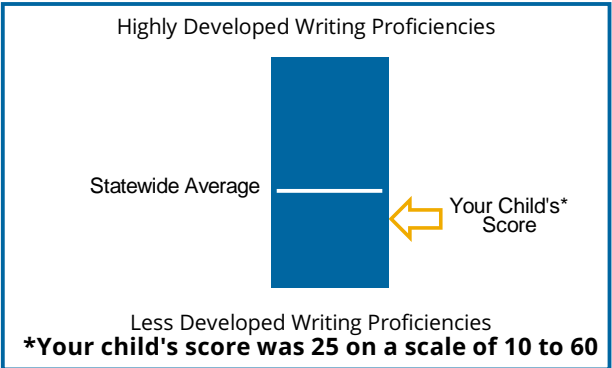 Highly Developed Writing Proficiencies
Statewide Average
Your Child's*
Score
Less Developed Writing Proficiencies
*Your child's score was 25 on a scale of 10 to 60